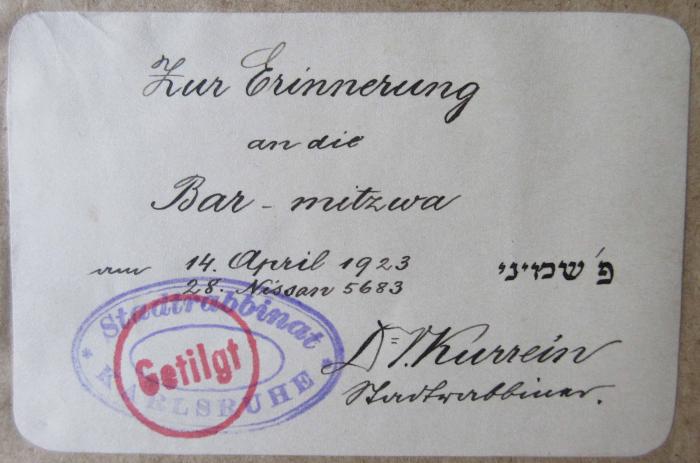 Zur Erinnerung
an die
Bar-mitzwa
am 14. April 1923 פ' שמיני
28. Nissan 5683
Stadtrabbinat
KARLSRUHE
Getilgt
Kurrein
Stadtrabbiner.